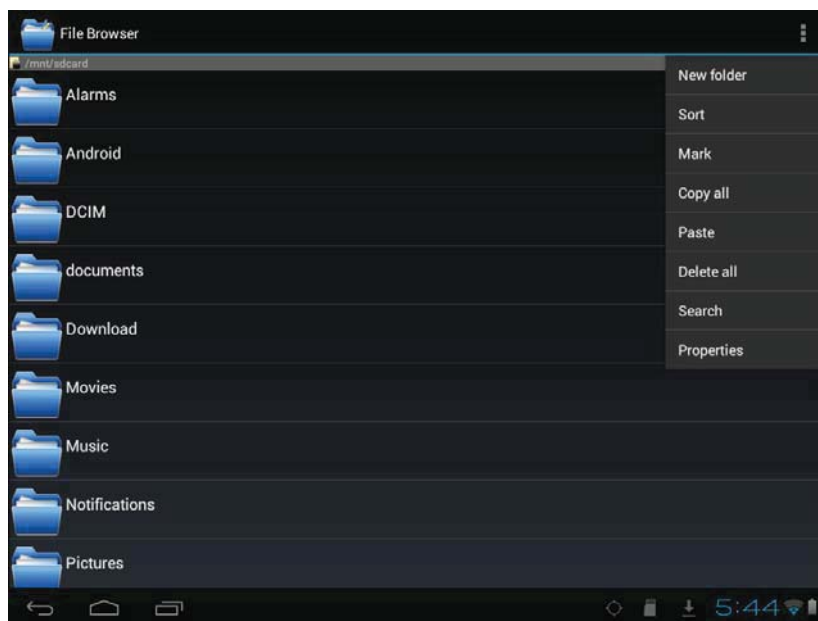 File Browser
/mnt/sdcard
Alarms
Android
DCIM
documents
Download
Movies
Music
Notifications
Pictures
New folder
Sort
Mark
Copy all
Paste
Delete all
Search
Properties
5:44